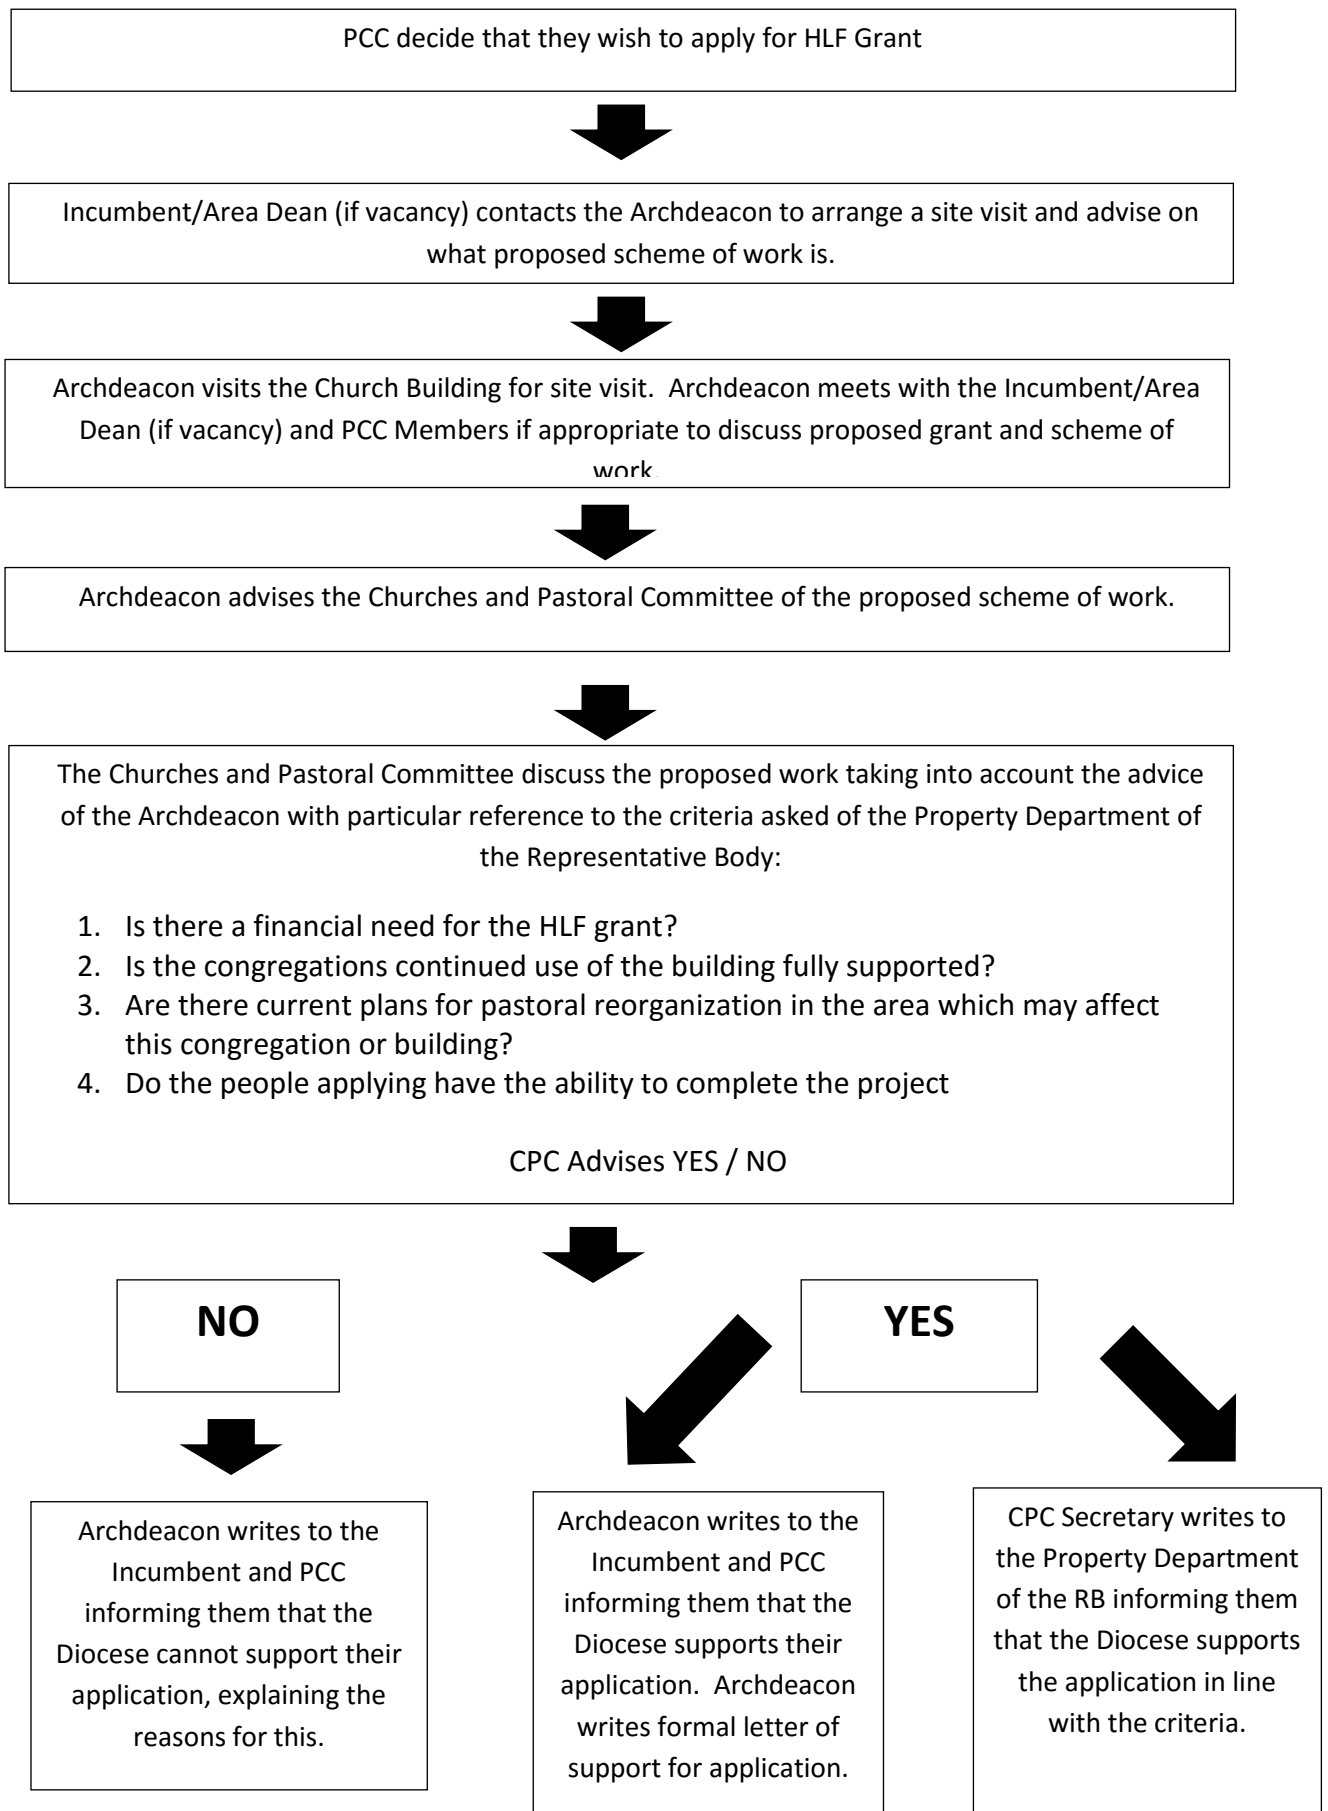 PCC decide that they wish to apply for HLF Grant
Incumbent/Area Dean (if vacancy) contacts the Archdeacon to arrange a site visit and advise on
what proposed scheme of work is.
Archdeacon visits the Church Building for site visit.  Archdeacon meets with the Incumbent/Area
Dean (if vacancy) and PCC Members if appropriate to discuss proposed grant and scheme of
work.
Archdeacon advises the Churches and Pastoral Committee of the proposed scheme of work.
The Churches and Pastoral Committee discuss the proposed work taking into account the advice
of the Archdeacon with particular reference to the criteria asked of the Property Department of
the Representative Body:
1. Is there a financial need for the HLF grant?
2. Is the congregations continued use of the building fully supported?
3. Are there current plans for pastoral reorganization in the area which may affect
this congregation or building?
4. Do the people applying have the ability to complete the project
CPC Advises YES / NO
NO
YES
Archdeacon writes to the
Incumbent and PCC
informing them that the
Diocese cannot support their
application, explaining the
reasons for this.
Archdeacon writes to the
Incumbent and PCC
informing them that the
Diocese supports their
application.  Archdeacon
writes formal letter of
support for application.
CPC Secretary writes to
the Property Department
of the RB informing them
that the Diocese supports
the application in line
with the criteria.